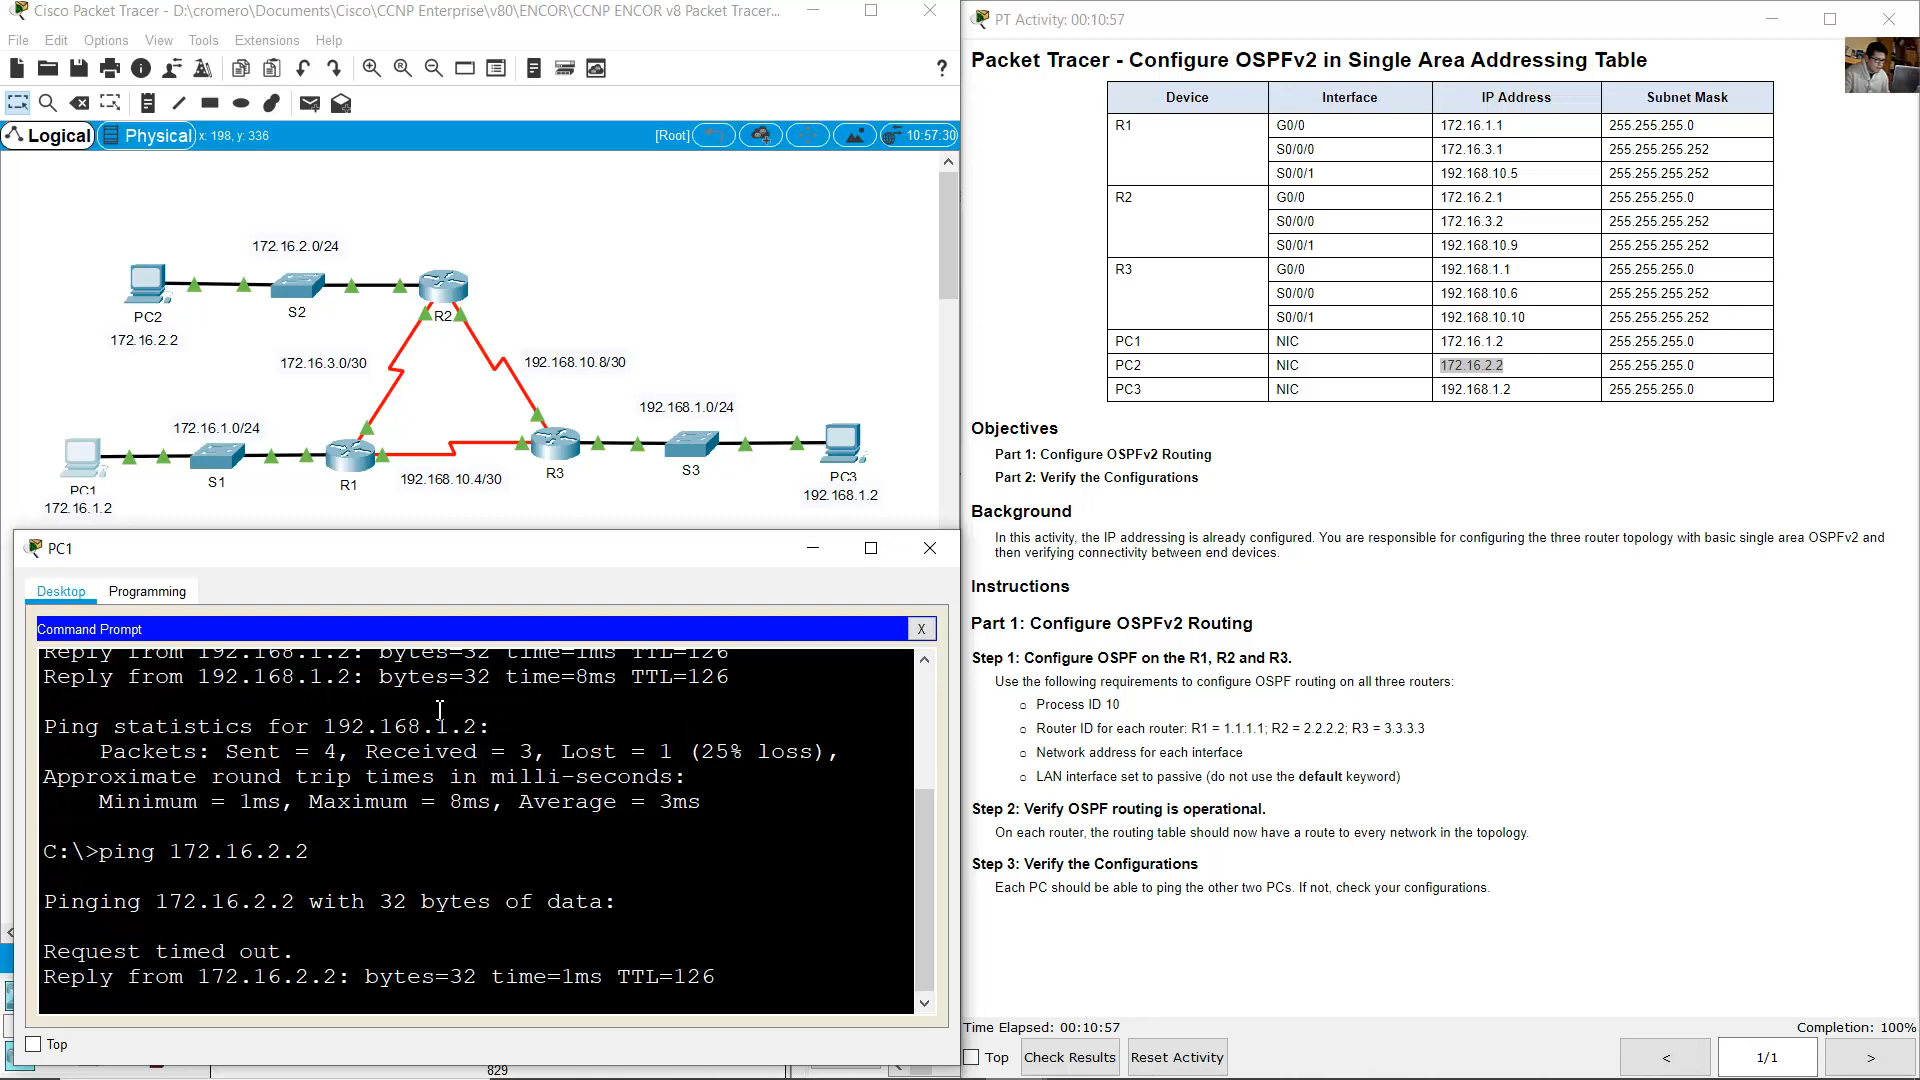 Cisco Packet Tracer - D:\cromero\Documents\Cisco\CCNP Enterprise\v80\ENCOR\CCNP ENCOR v8 Packet Tracer...
File Edit Options View Tools Extensions Help
?
Logical Physical x: 198, y: 336 [Root] 10:57:30
172.16.2.0/24
PC2 S2 R2
172.16.2.2
172.16.3.0/30 192.168.10.8/30
192.168.1.0/24
172.16.1.0/24
PC1 S1 R1 192.168.10.4/30 R3 S3 PC3
172.16.1.2 192.168.1.2
PC1
Desktop Programming
Command Prompt X
Reply from 192.168.1.2: bytes=32 time=1ms TTL=126
Reply from 192.168.1.2: bytes=32 time=8ms TTL=126
Ping statistics for 192.168.1.2:
Packets: Sent = 4, Received = 3, Lost = 1 (25% loss),
Approximate round trip times in milli-seconds:
Minimum = 1ms, Maximum = 8ms, Average = 3ms
C:\>ping 172.16.2.2
Pinging 172.16.2.2 with 32 bytes of data:
Request timed out.
Reply from 172.16.2.2: bytes=32 time=1ms TTL=126
Top
829
PT Activity: 00:10:57
Packet Tracer - Configure OSPFv2 in Single Area Addressing Table
Device Interface IP Address Subnet Mask
R1 G0/0 172.16.1.1 255.255.255.0
S0/0/0 172.16.3.1 255.255.255.252
S0/0/1 192.168.10.5 255.255.255.252
R2 G0/0 172.16.2.1 255.255.255.0
S0/0/0 172.16.3.2 255.255.255.252
S0/0/1 192.168.10.9 255.255.255.252
R3 G0/0 192.168.1.1 255.255.255.0
S0/0/0 192.168.10.6 255.255.255.252
S0/0/1 192.168.10.10 255.255.255.252
PC1 NIC 172.16.1.2 255.255.255.0
PC2 NIC 172.16.2.2 255.255.255.0
PC3 NIC 192.168.1.2 255.255.255.0
Objectives
Part 1: Configure OSPFv2 Routing
Part 2: Verify the Configurations
Background
In this activity, the IP addressing is already configured. You are responsible for configuring the three router topology with basic single area OSPFv2 and
then verifying connectivity between end devices.
Instructions
Part 1: Configure OSPFv2 Routing
Step 1: Configure OSPF on the R1, R2 and R3.
Use the following requirements to configure OSPF routing on all three routers:
o Process ID 10
o Router ID for each router: R1 = 1.1.1.1; R2 = 2.2.2.2; R3 = 3.3.3.3
o Network address for each interface
o LAN interface set to passive (do not use the default keyword)
Step 2: Verify OSPF routing is operational.
On each router, the routing table should now have a route to every network in the topology.
Step 3: Verify the Configurations
Each PC should be able to ping the other two PCs. If not, check your configurations.
Time Elapsed: 00:10:57 Completion: 100%
Top Check Results Reset Activity < 1/1 >